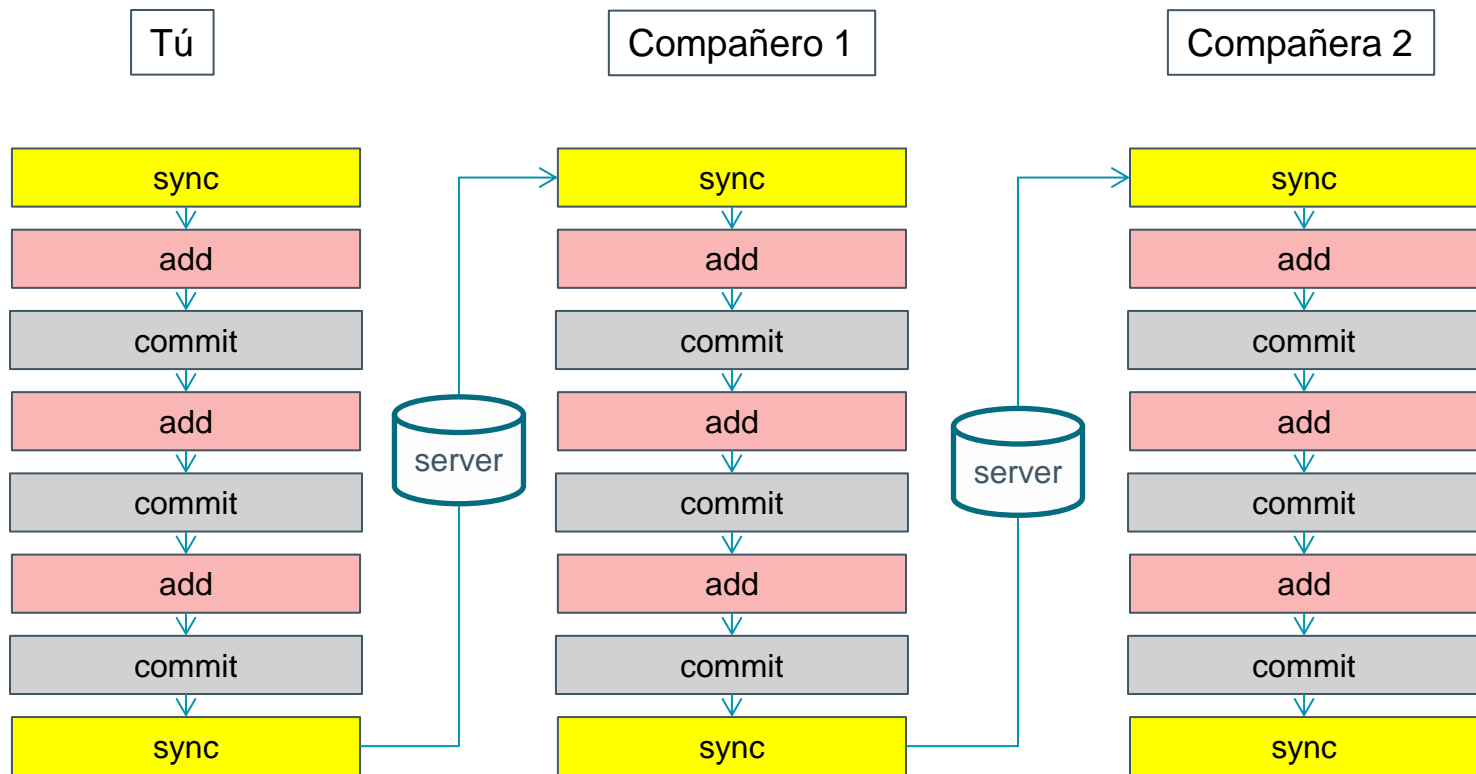 Tú
Compañero 1
Compañera 2
sync
add
commit
add
commit
add
commit
sync
server
sync
add
commit
add
commit
add
commit
sync
server
sync
add
commit
add
commit
add
commit
sync